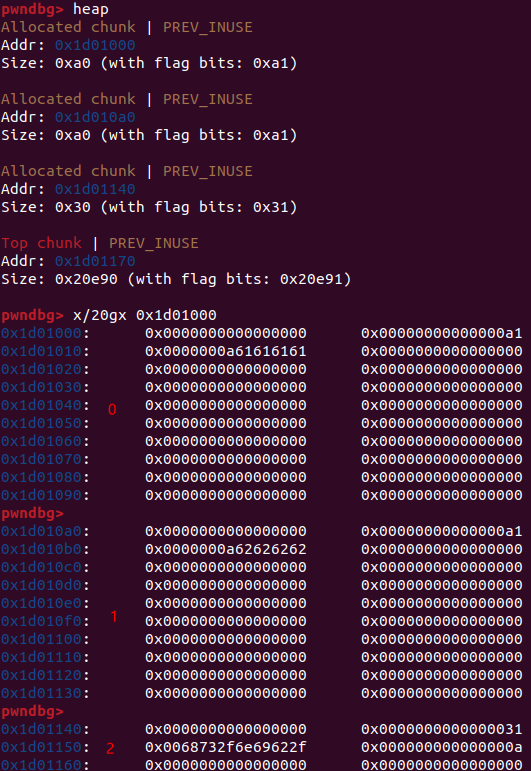 pwndbg> heap
Allocated chunk | PREV_INUSE
Addr: 0x1d01000
Size: 0xa0 (with flag bits: 0xa1)
Allocated chunk | PREV_INUSE
Addr: 0x1d010a0
Size: 0xa0 (with flag bits: 0xa1)
Allocated chunk | PREV_INUSE
Addr: 0x1d01140
Size: 0x30 (with flag bits: 0x31)
Top chunk | PREV_INUSE
Addr: 0x1d01170
Size: 0x20e90 (with flag bits: 0x20e91)
pwndbg> x/20gx 0x1d01000
0x1d01000: 0x0000000000000000 0x00000000000000a1
0x1d01010: 0x0000000a61616161 0x0000000000000000
0x1d01020: 0x0000000000000000 0x0000000000000000
0x1d01030: 0x0000000000000000 0x0000000000000000
0x1d01040: 0 0x0000000000000000 0x0000000000000000
0x1d01050: 0x0000000000000000 0x0000000000000000
0x1d01060: 0x0000000000000000 0x0000000000000000
0x1d01070: 0x0000000000000000 0x0000000000000000
0x1d01080: 0x0000000000000000 0x0000000000000000
0x1d01090: 0x0000000000000000 0x0000000000000000
pwndbg>
0x1d010a0: 0x0000000000000000 0x00000000000000a1
0x1d010b0: 0x0000000a62626262 0x0000000000000000
0x1d010c0: 0x0000000000000000 0x0000000000000000
0x1d010d0: 0x0000000000000000 0x0000000000000000
0x1d010e0: 0x0000000000000000 0x0000000000000000
0x1d010f0: 1 0x0000000000000000 0x0000000000000000
0x1d01100: 0x0000000000000000 0x0000000000000000
0x1d01110: 0x0000000000000000 0x0000000000000000
0x1d01120: 0x0000000000000000 0x0000000000000000
0x1d01130: 0x0000000000000000 0x0000000000000000
pwndbg>
0x1d01140: 0x0000000000000000 0x0000000000000031
0x1d01150: 2 0x0068732f6e69622f 0x000000000000000a
0x1d01160: 0x0000000000000000 0x0000000000000000